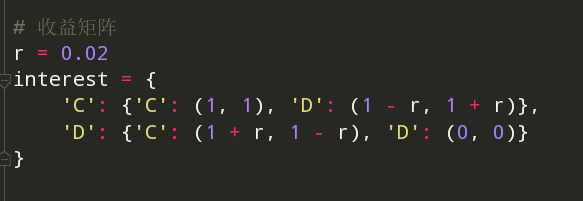 # 收益矩阵
r = 0.02
interest = {
    'C': {'C': (1, 1), 'D': (1 - r, 1 + r)},
    'D': {'C': (1 + r, 1 - r), 'D': (0, 0)}
}